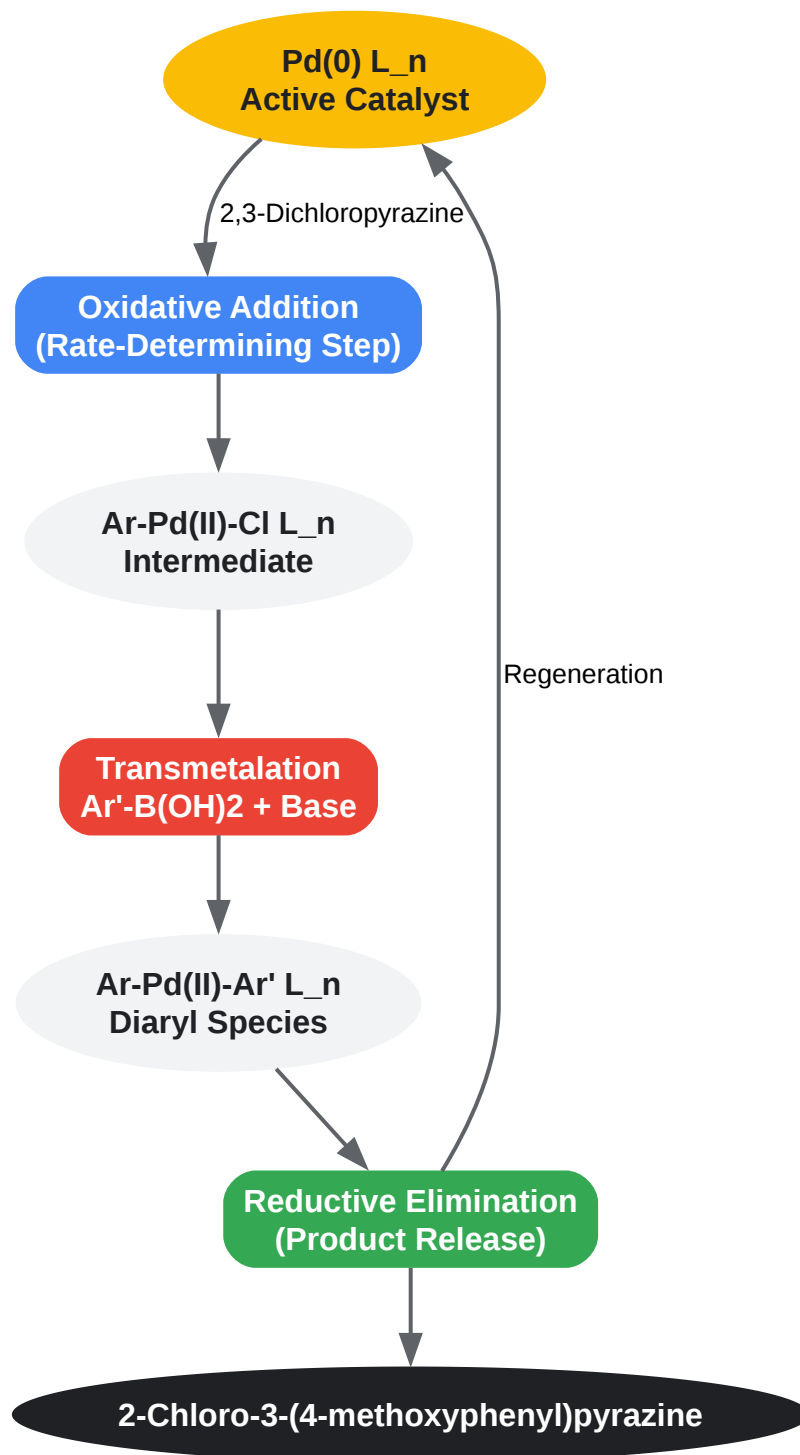 Pd(0) L_n
Active Catalyst
2,3-Dichloropyrazine
Oxidative Addition
(Rate-Determining Step)
Ar-Pd(II)-Cl L_n
Intermediate
Regeneration
Transmetalation
Ar'-B(OH)2 + Base
Ar-Pd(II)-Ar' L_n
Diaryl Species
Reductive Elimination
(Product Release)
2-Chloro-3-(4-methoxyphenyl)pyrazine